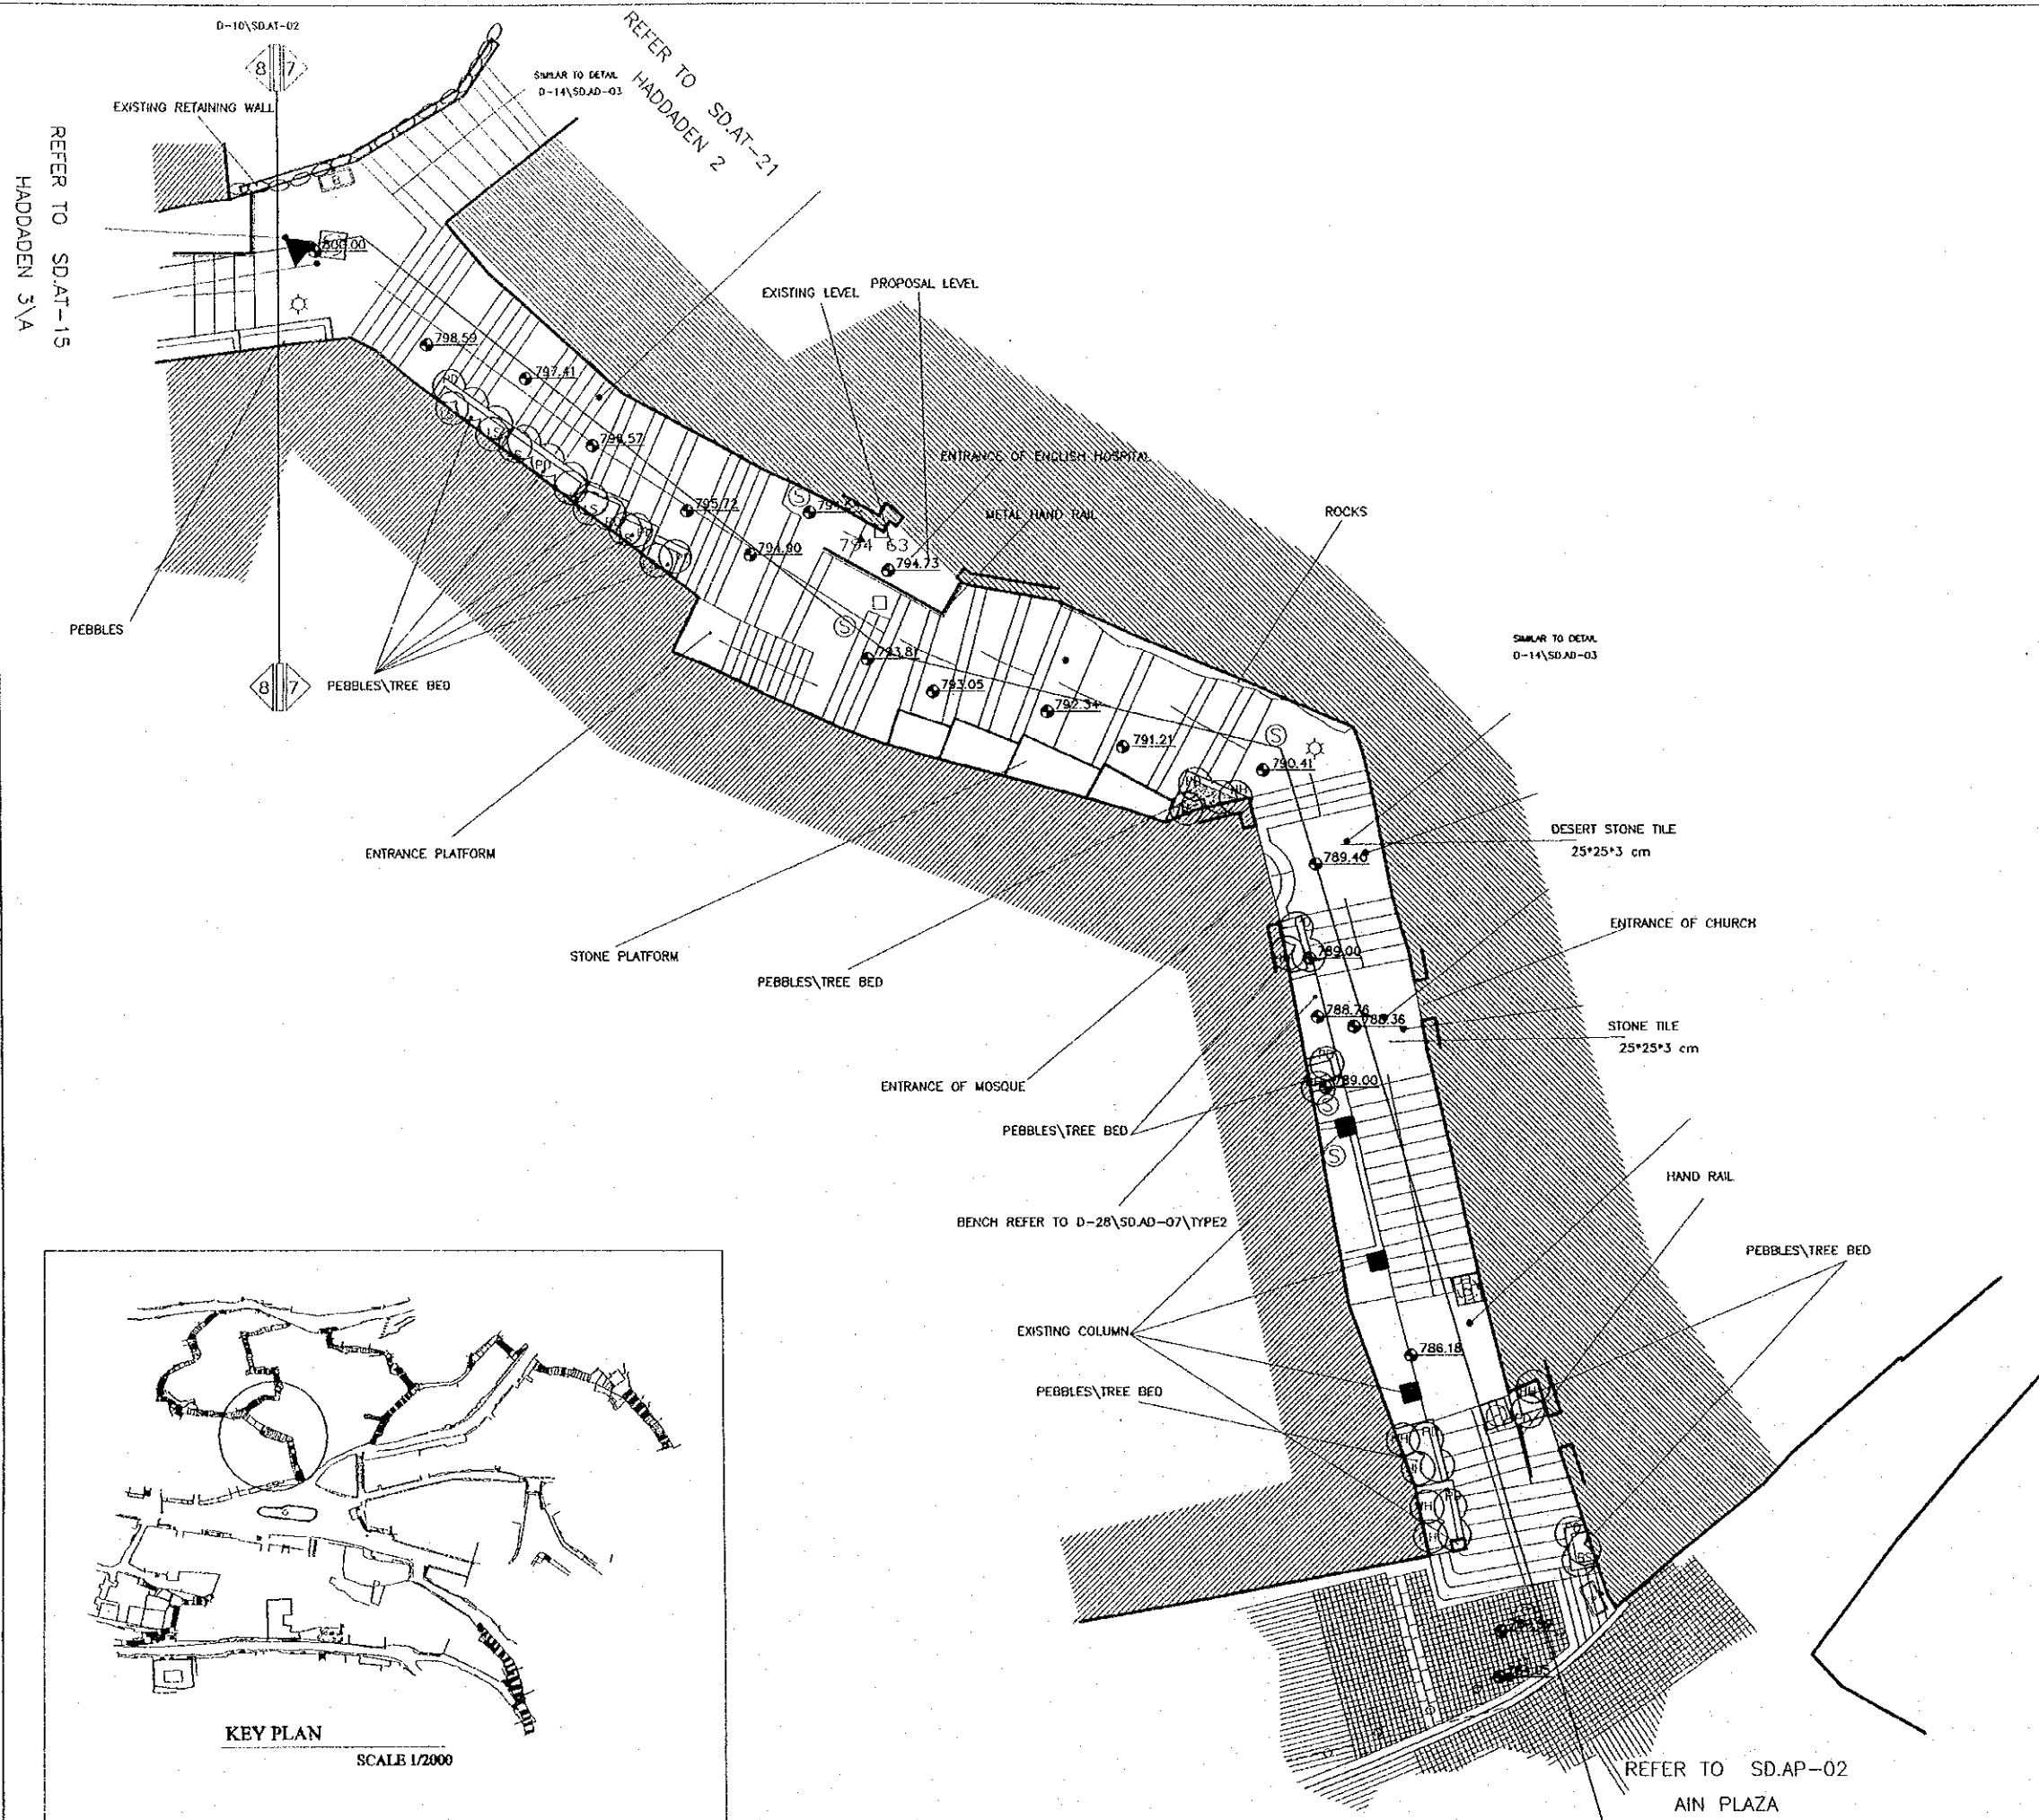 D-10\SD.AT-02
8 7
EXISTING RETAINING WALL
SIMILAR TO DETAIL
D-14\SD.AD-03
REFER TO SD.AT-21
HADDADEN 2
REFER TO SD.AT-15
HADDADEN 3\A
800.00
EXISTING LEVEL
PROPOSAL LEVEL
798.59
797.41
798.57
ENTRANCE OF ENGLISH HOSPITAL
795.72
METAL HAND RAIL
ROCKS
794.90
794 63
794.73
PEBBLES
8 7
PEBBLES\TREE BED
793.81
793.05
792.34
791.21
790.41
SIMILAR TO DETAIL
D-14\SD.AD-03
ENTRANCE PLATFORM
DESERT STONE TILE
25*25*3 cm
789.40
STONE PLATFORM
PEBBLES\TREE BED
ENTRANCE OF CHURCH
789.00
788.76
788.36
STONE TILE
25*25*3 cm
ENTRANCE OF MOSQUE
789.00
PEBBLES\TREE BED
HAND RAIL
BENCH REFER TO D-28\SD.AD-07\TYPE2
PEBBLES\TREE BED
EXISTING COLUMN
786.18
PEBBLES\TREE BED
KEY PLAN
SCALE 1/2000
REFER TO SD.AP-02
AIN PLAZA